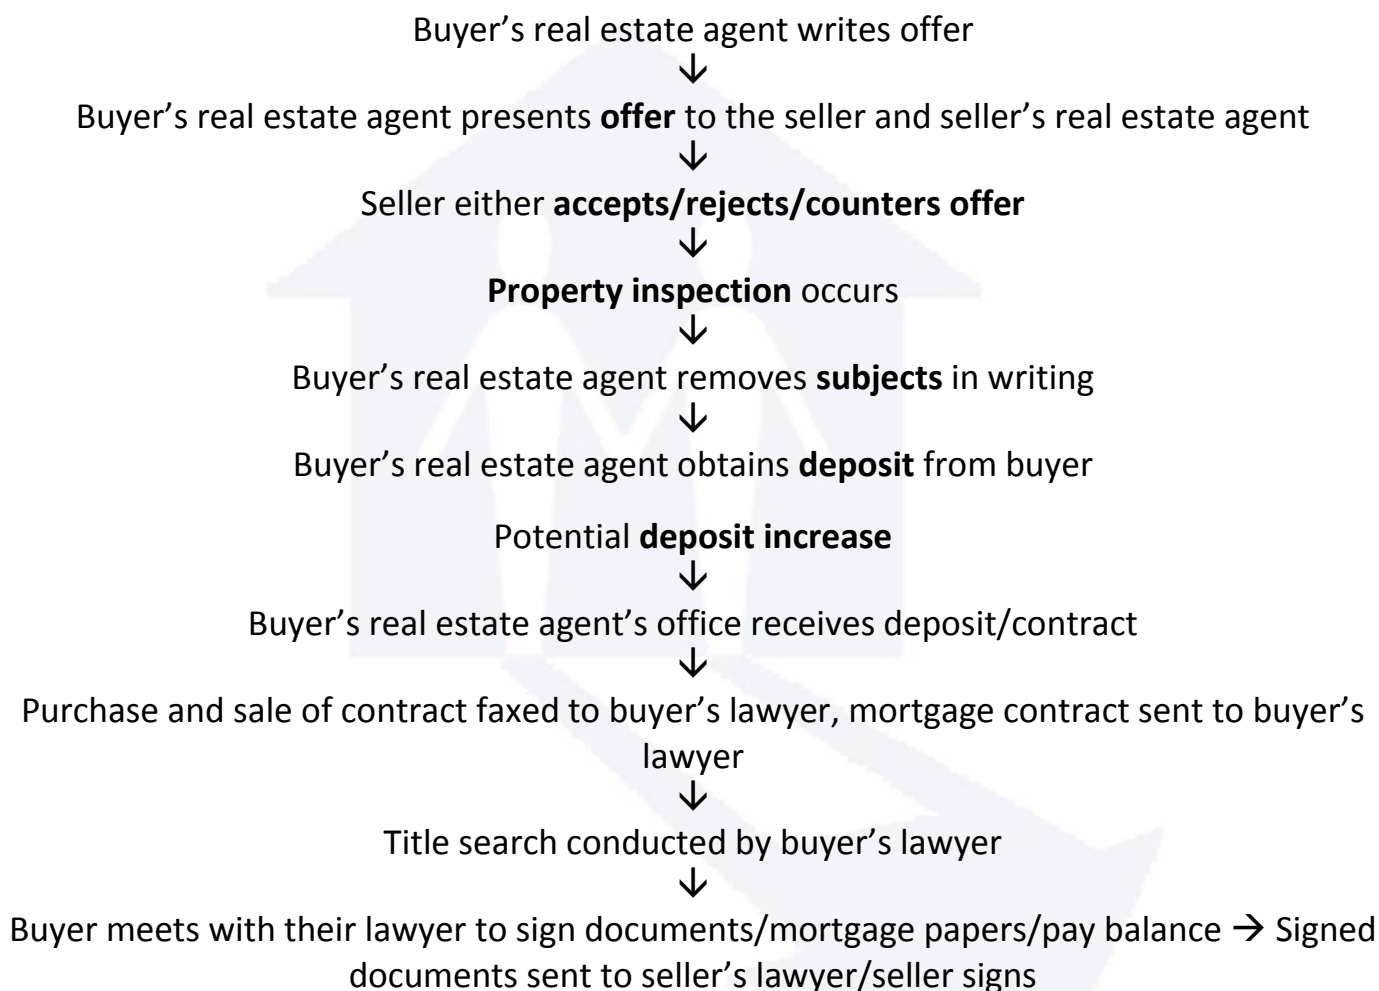 Buyer’s real estate agent writes offer
↓
Buyer’s real estate agent presents offer to the seller and seller’s real estate agent
↓
Seller either accepts/rejects/counters offer
↓
Property inspection occurs
↓
Buyer’s real estate agent removes subjects in writing
↓
Buyer’s real estate agent obtains deposit from buyer
Potential deposit increase
↓
Buyer’s real estate agent’s office receives deposit/contract
↓
Purchase and sale of contract faxed to buyer’s lawyer, mortgage contract sent to buyer’s
lawyer
↓
Title search conducted by buyer’s lawyer
↓
Buyer meets with their lawyer to sign documents/mortgage papers/pay balance → Signed
documents sent to seller’s lawyer/seller signs